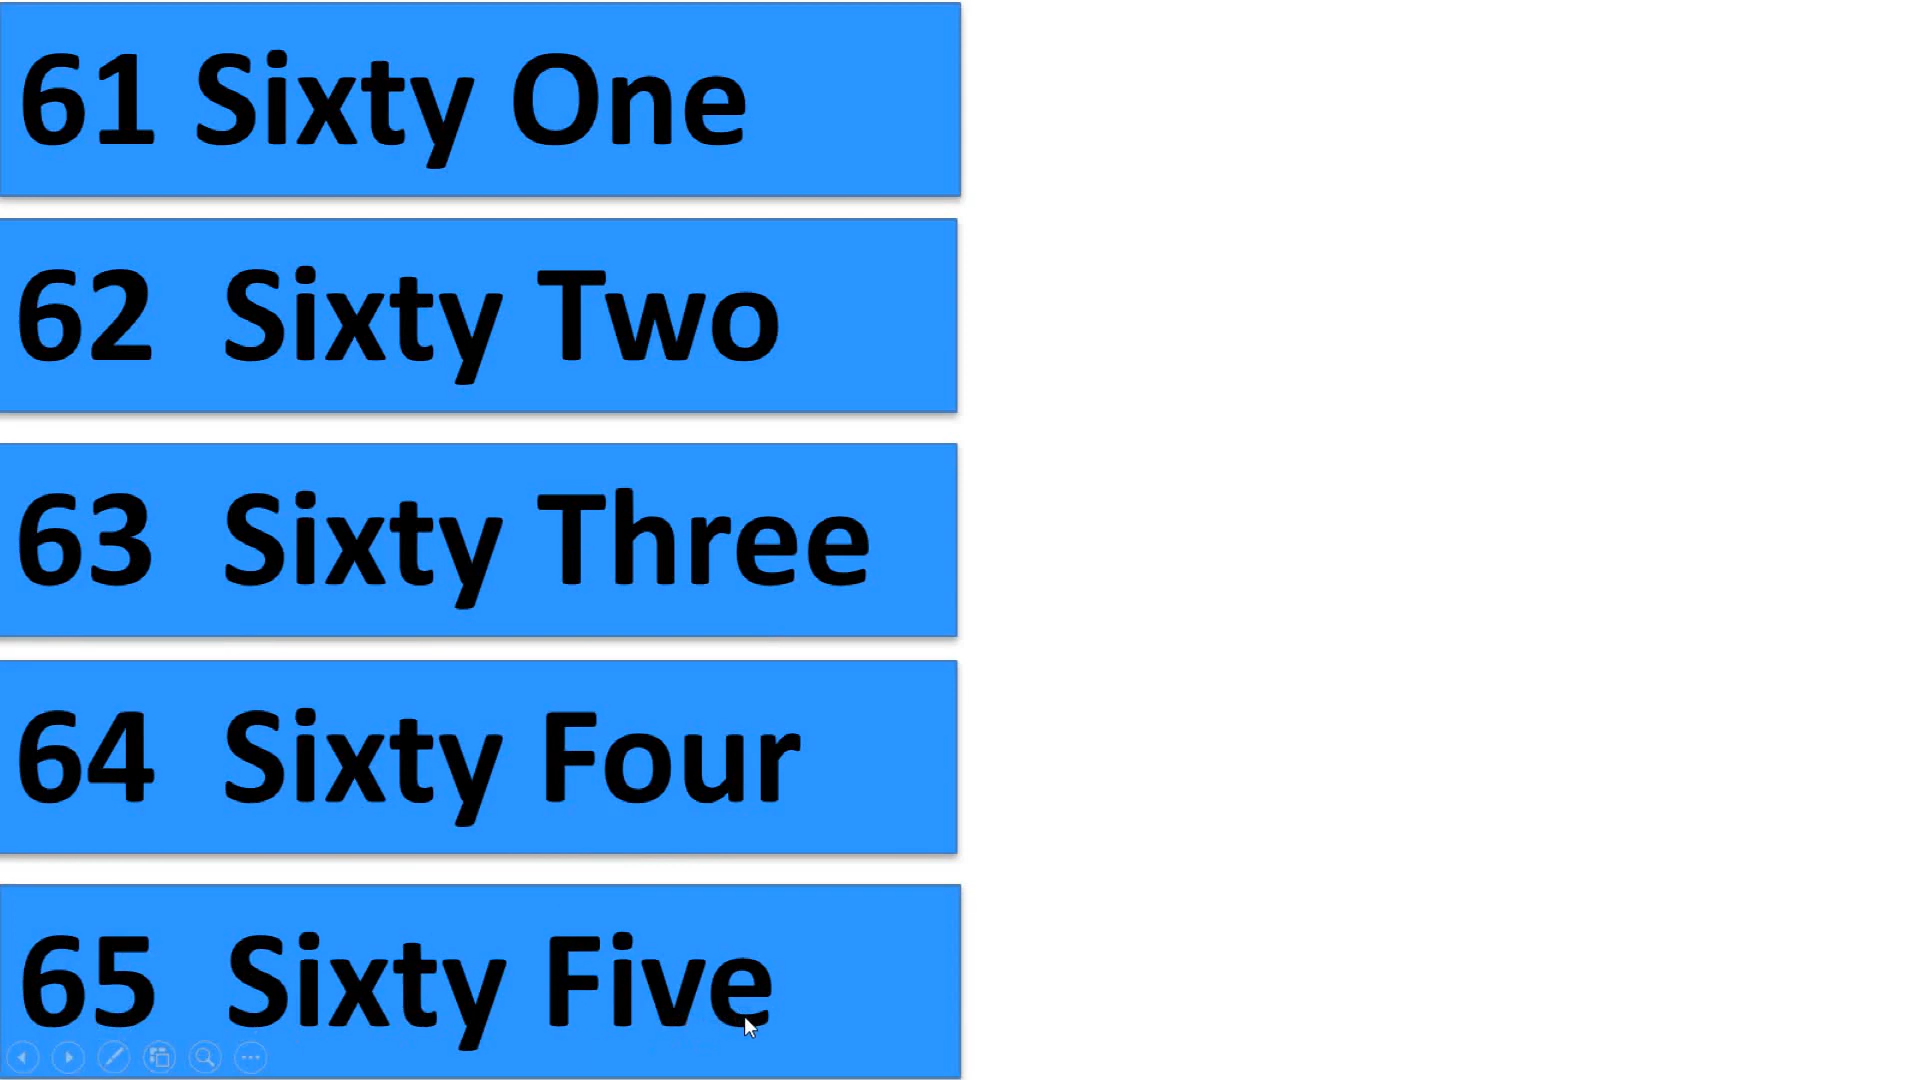 61 Sixty One
62 Sixty Two
63 Sixty Three
64 Sixty Four
65 Sixty Five